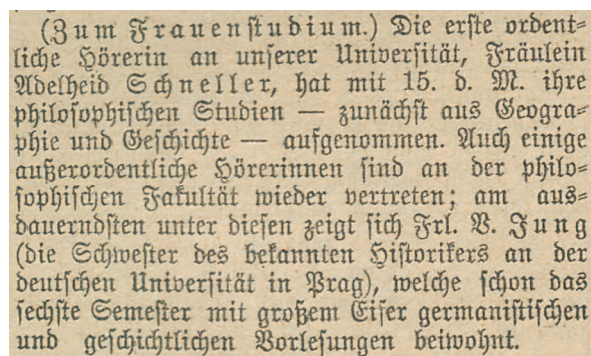 (Zum Frauenstudium.) Die erste ordent-
liche Hörerin an unserer Universität, Fräulein
Adelheid Schneller, hat mit 15. d. M. ihre
philosophischen Studien — zunächst aus Geogra-
phie und Geschichte — aufgenommen. Auch einige
außerordentliche Hörerinnen sind an der philo-
sophischen Fakultät wieder vertreten; am aus-
dauerndsten unter diesen zeigt sich Frl. V. Jung
(die Schwester des bekannten Historikers an der
deutschen Universität in Prag), welche schon das
sechste Semester mit großem Eifer germanistischen
und geschichtlichen Vorlesungen beiwohnt.